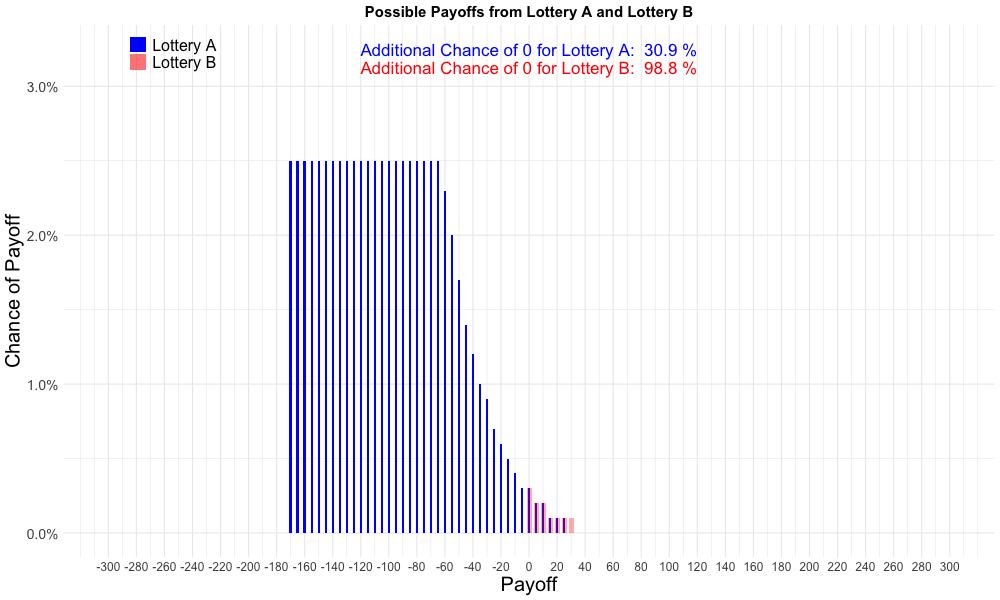 Possible Payoffs from Lottery A and Lottery B
Lottery A
Lottery B
Additional Chance of 0 for Lottery A: 30.9 %
Additional Chance of 0 for Lottery B: 98.8 %
Chance of Payoff
3.0%
2.0%
1.0%
0.0%
-300 -280 -260 -240 -220 -200 -180 -160 -140 -120 -100 -80 -60 -40 -20 0 20 40 60 80 100 120 140 160 180 200 220 240 260 280 300
Payoff